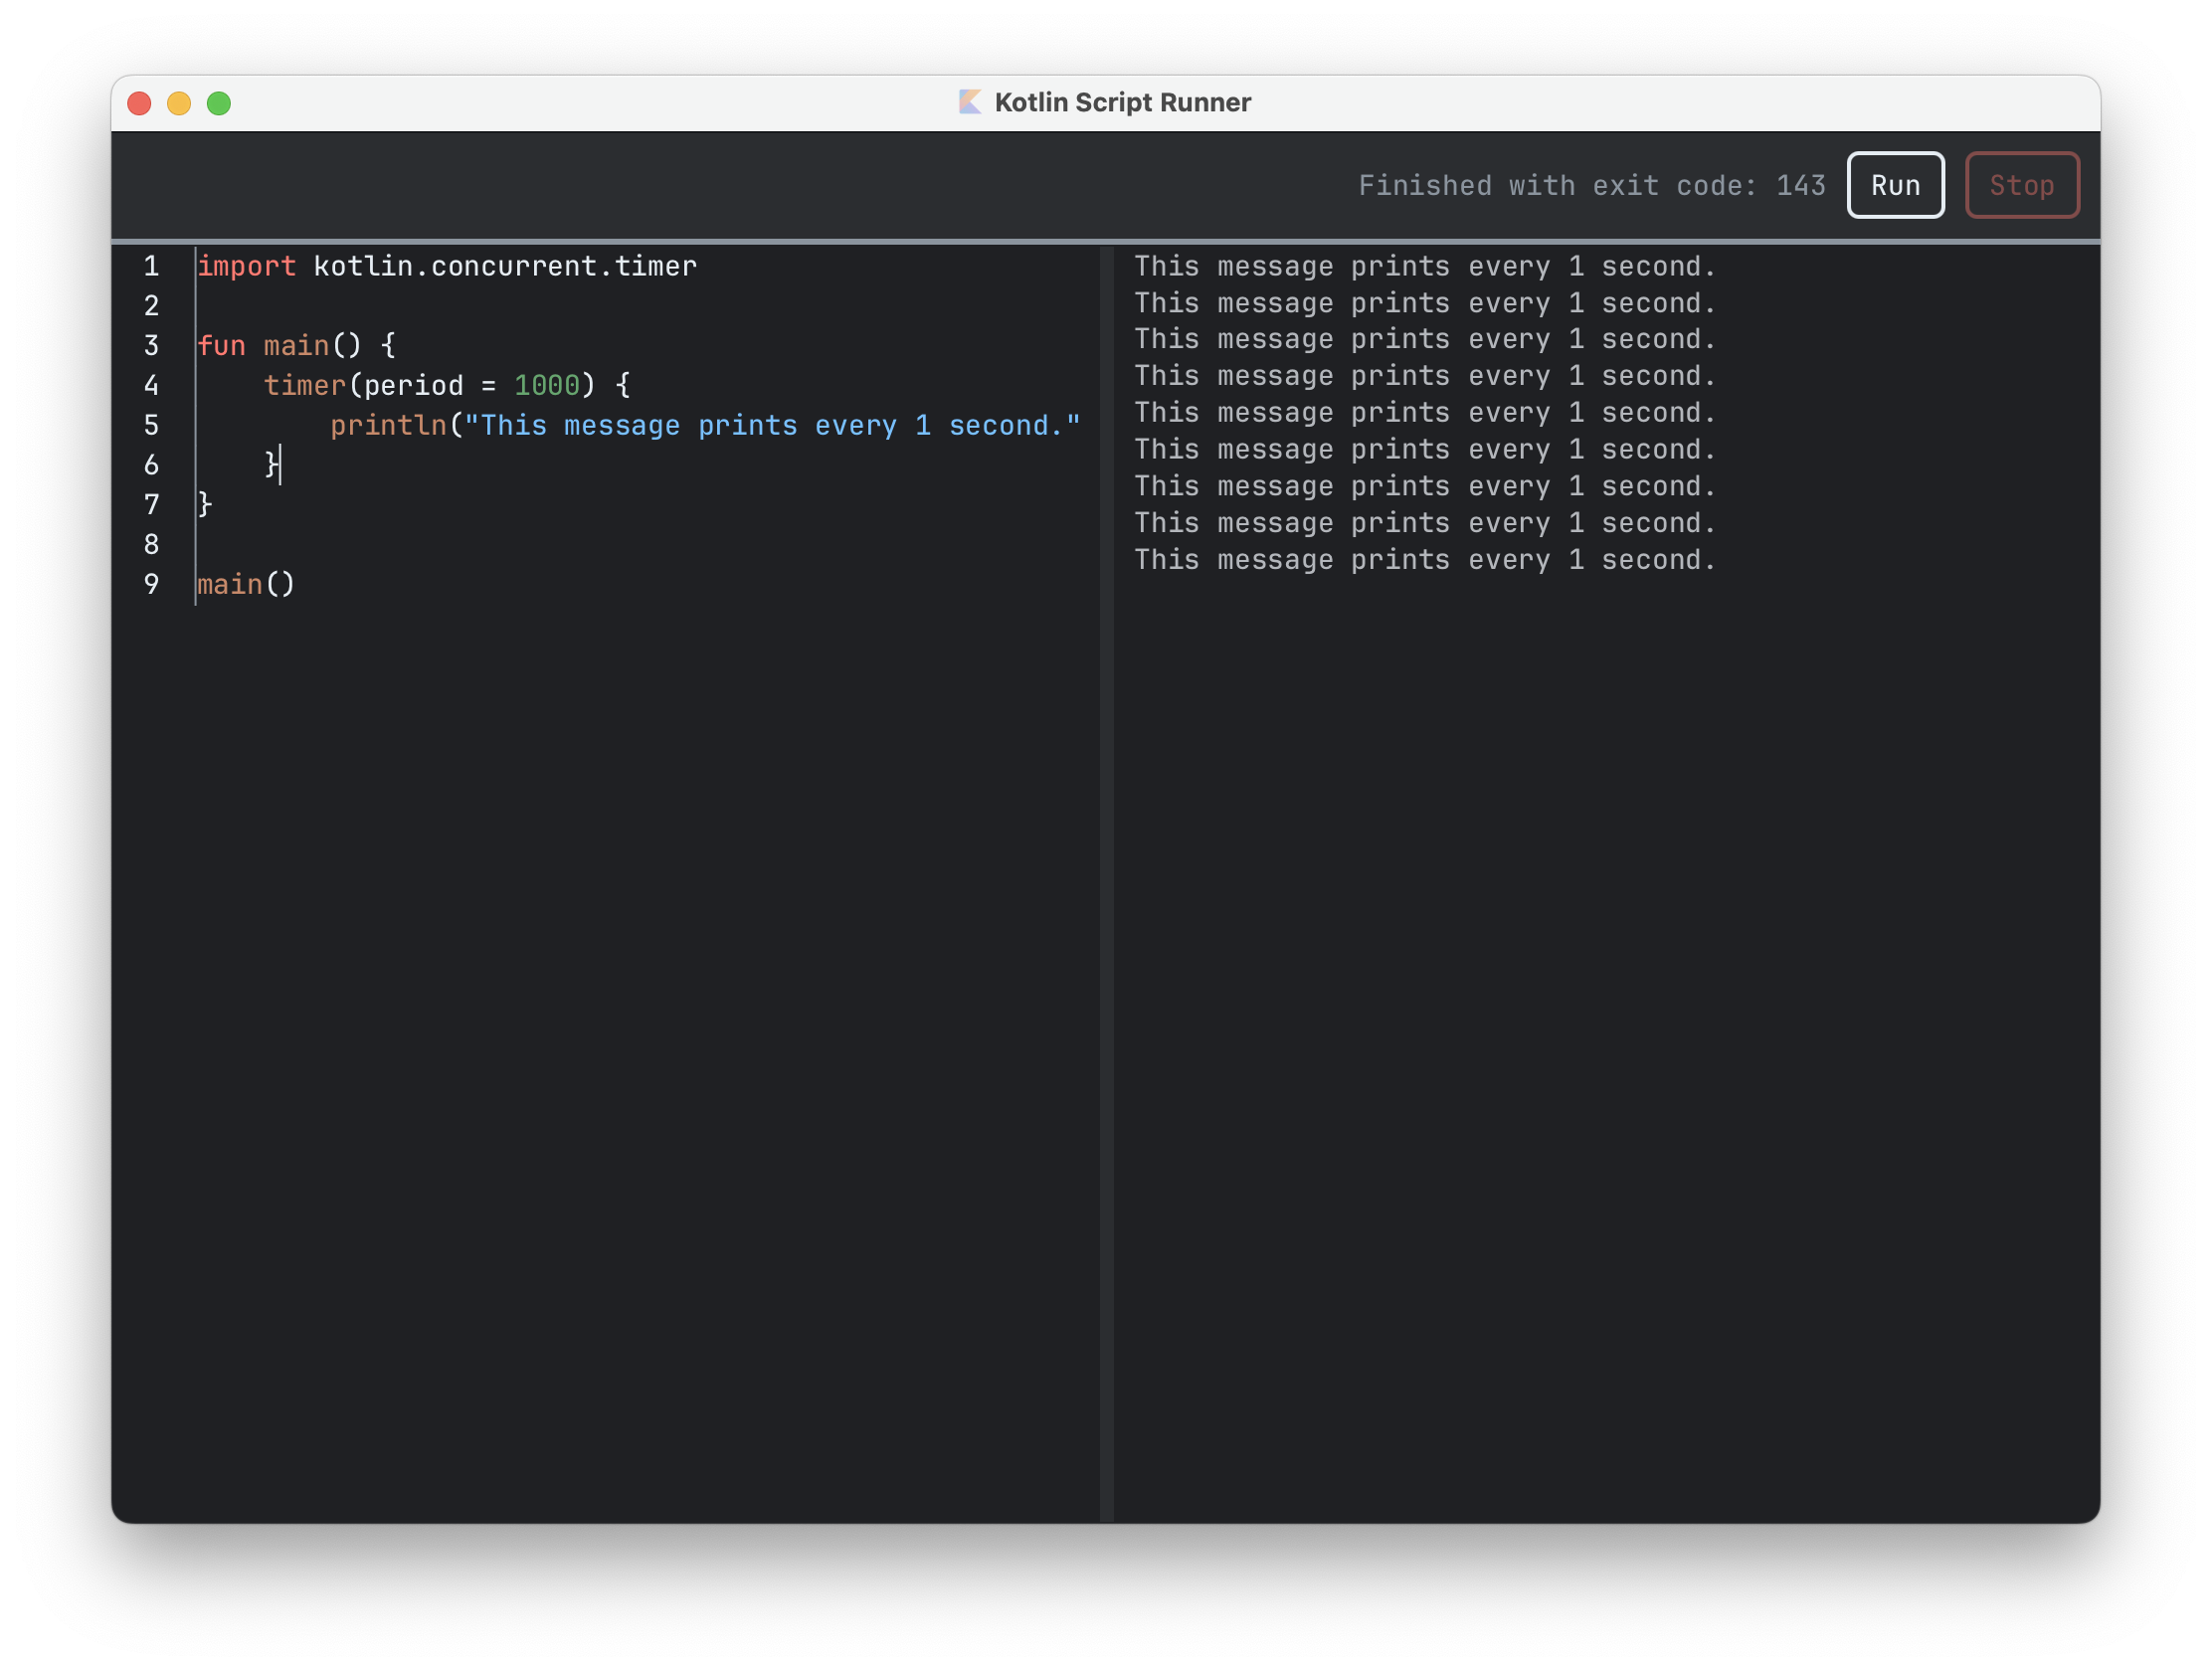 Kotlin Script Runner
Finished with exit code: 143 Run Stop
1 import kotlin.concurrent.timer
2
3 fun main() {
4     timer(period = 1000) {
5         println("This message prints every 1 second."
6     }
7 }
8
9 main()
This message prints every 1 second.
This message prints every 1 second.
This message prints every 1 second.
This message prints every 1 second.
This message prints every 1 second.
This message prints every 1 second.
This message prints every 1 second.
This message prints every 1 second.
This message prints every 1 second.